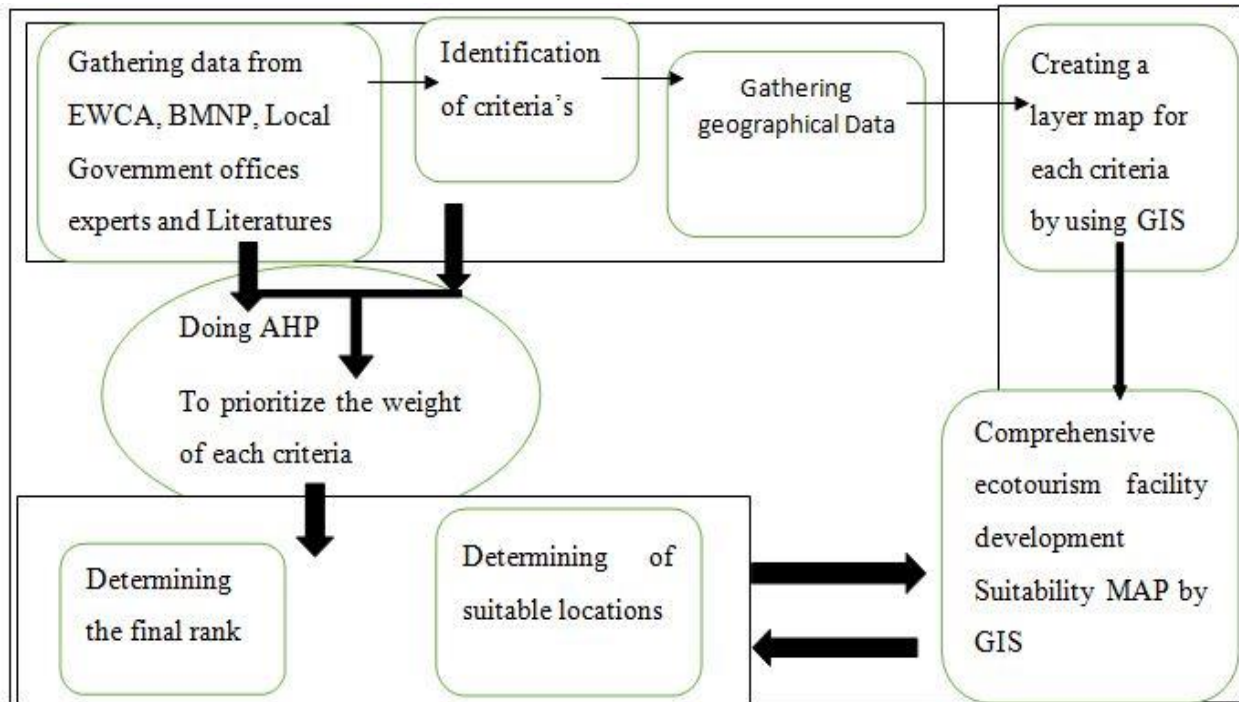 Gathering data from
EWCA, BMNP, Local
Government offices
experts and Literatures
Identification
of criteria’s
Gathering
geographical Data
Creating a
layer map for
each criteria
by using GIS
Doing AHP
To prioritize the weight
of each criteria
Determining
the final rank
Determining of
suitable locations
Comprehensive
ecotourism facility
development
Suitability MAP by
GIS